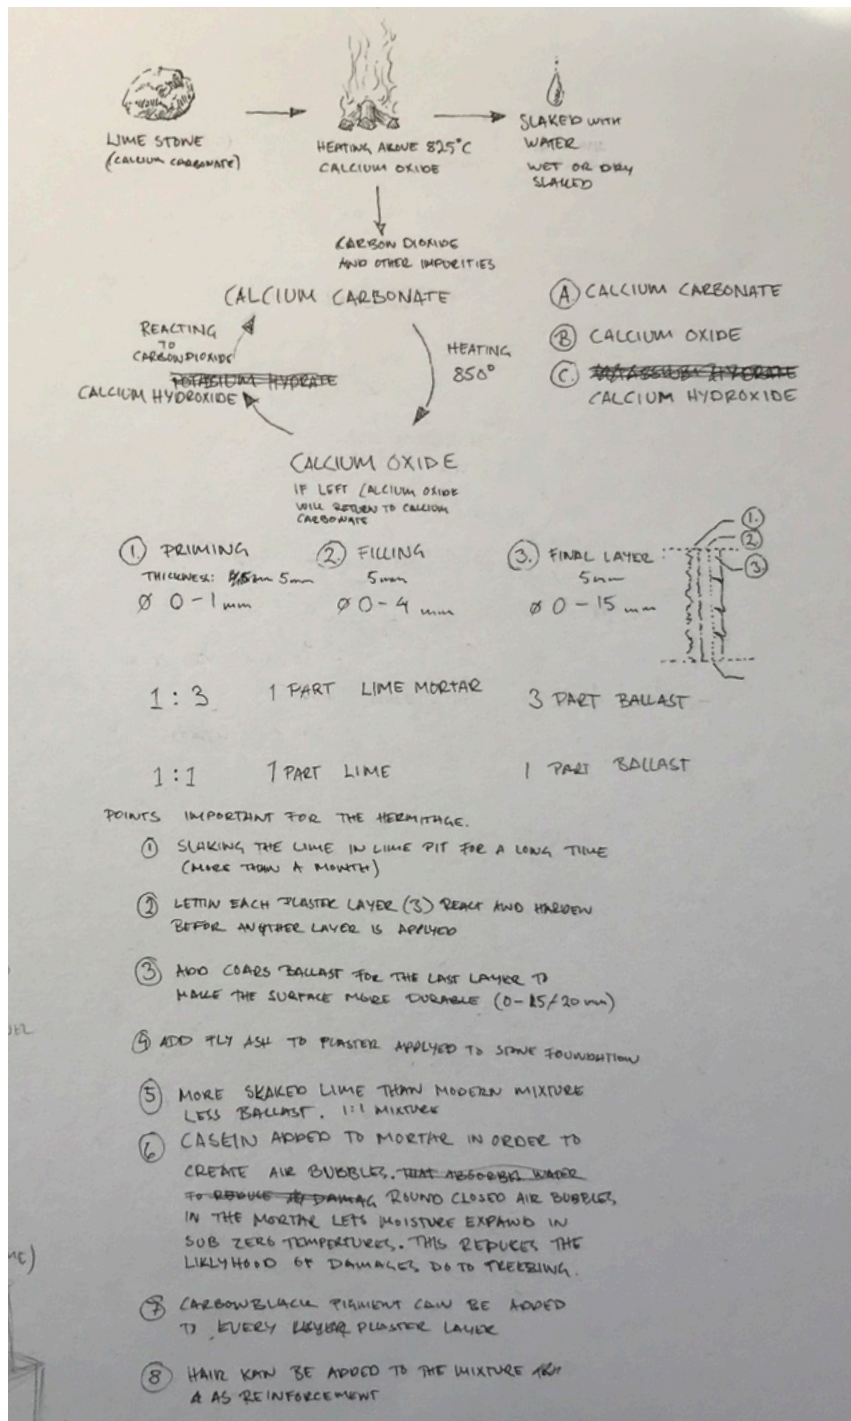 LIME STONE
(CALCIUM CARBONATE)
HEATING ABOVE 825°C
CALCIUM OXIDE
SLAKED WITH
WATER
WET OR DRY
SLAKED
CARBON DIOXIDE
AND OTHER IMPURITIES
CALCIUM CARBONATE
REACTING
TO
CARBONDIOXIDE
POTASIUM HYDRATE
CALCIUM HYDROXIDE
HEATING
850°
CALCIUM OXIDE
IF LEFT CALCIUM OXIDE
WILL RETURN TO CALCIUM
CARBONATE
A CALCIUM CARBONATE
B CALCIUM OXIDE
C.
CALCIUM HYDROXIDE
1 PRIMING
THICKNESS: 5mm
Ø 0-1 mm
2. FILLING
5mm
Ø 0-4 mm
3. FINAL LAYER:
5mm
Ø 0-15 mm
1.
2.
3.
1:3 1 PART LIME MORTAR 3 PART BALLAST
1:1 1 PART LIME 1 PART BALLAST
POINTS IMPORTANT FOR THE HERMITAGE.
1 SLAKING THE LIME IN LIME PIT FOR A LONG TIME
(MORE THAN A MONTH)
2 LETTIN EACH PLASTER LAYER (3) REACT AND HARDEN
BEFOR ANOTHER LAYER IS APPLYED
3 ADD COARS BALLAST FOR THE LAST LAYER TO
MAKE THE SURFACE MORE DURABLE (0-15/20mm)
4 ADD FLY ASH TO PLASTER APPLYED TO STONE FOUNDATION
5 MORE SLAKED LIME THAN MODERN MIXTURE
LESS BALLAST. 1:1 MIXTURE
6 CASEIN ADDED TO MORTAR IN ORDER TO
CREATE AIR BUBBLES. THAT ABSORBES WATER
TO REDUCE DAMAG ROUND CLOSED AIR BUBBLES
IN THE MORTAR LETS MOISTURE EXPAND IN
SUB ZERO TEMPERTURES. THIS REDUCES THE
LIKLYHOOD OF DAMAGES DO TO FREEZING.
7 CARBONBLACK PIGMENT CAN BE ADDED
TO EVERY PLASTER LAYER
8 HAIR KAN BE ADDED TO THE MIXTURE
AS REINFORCEMENT